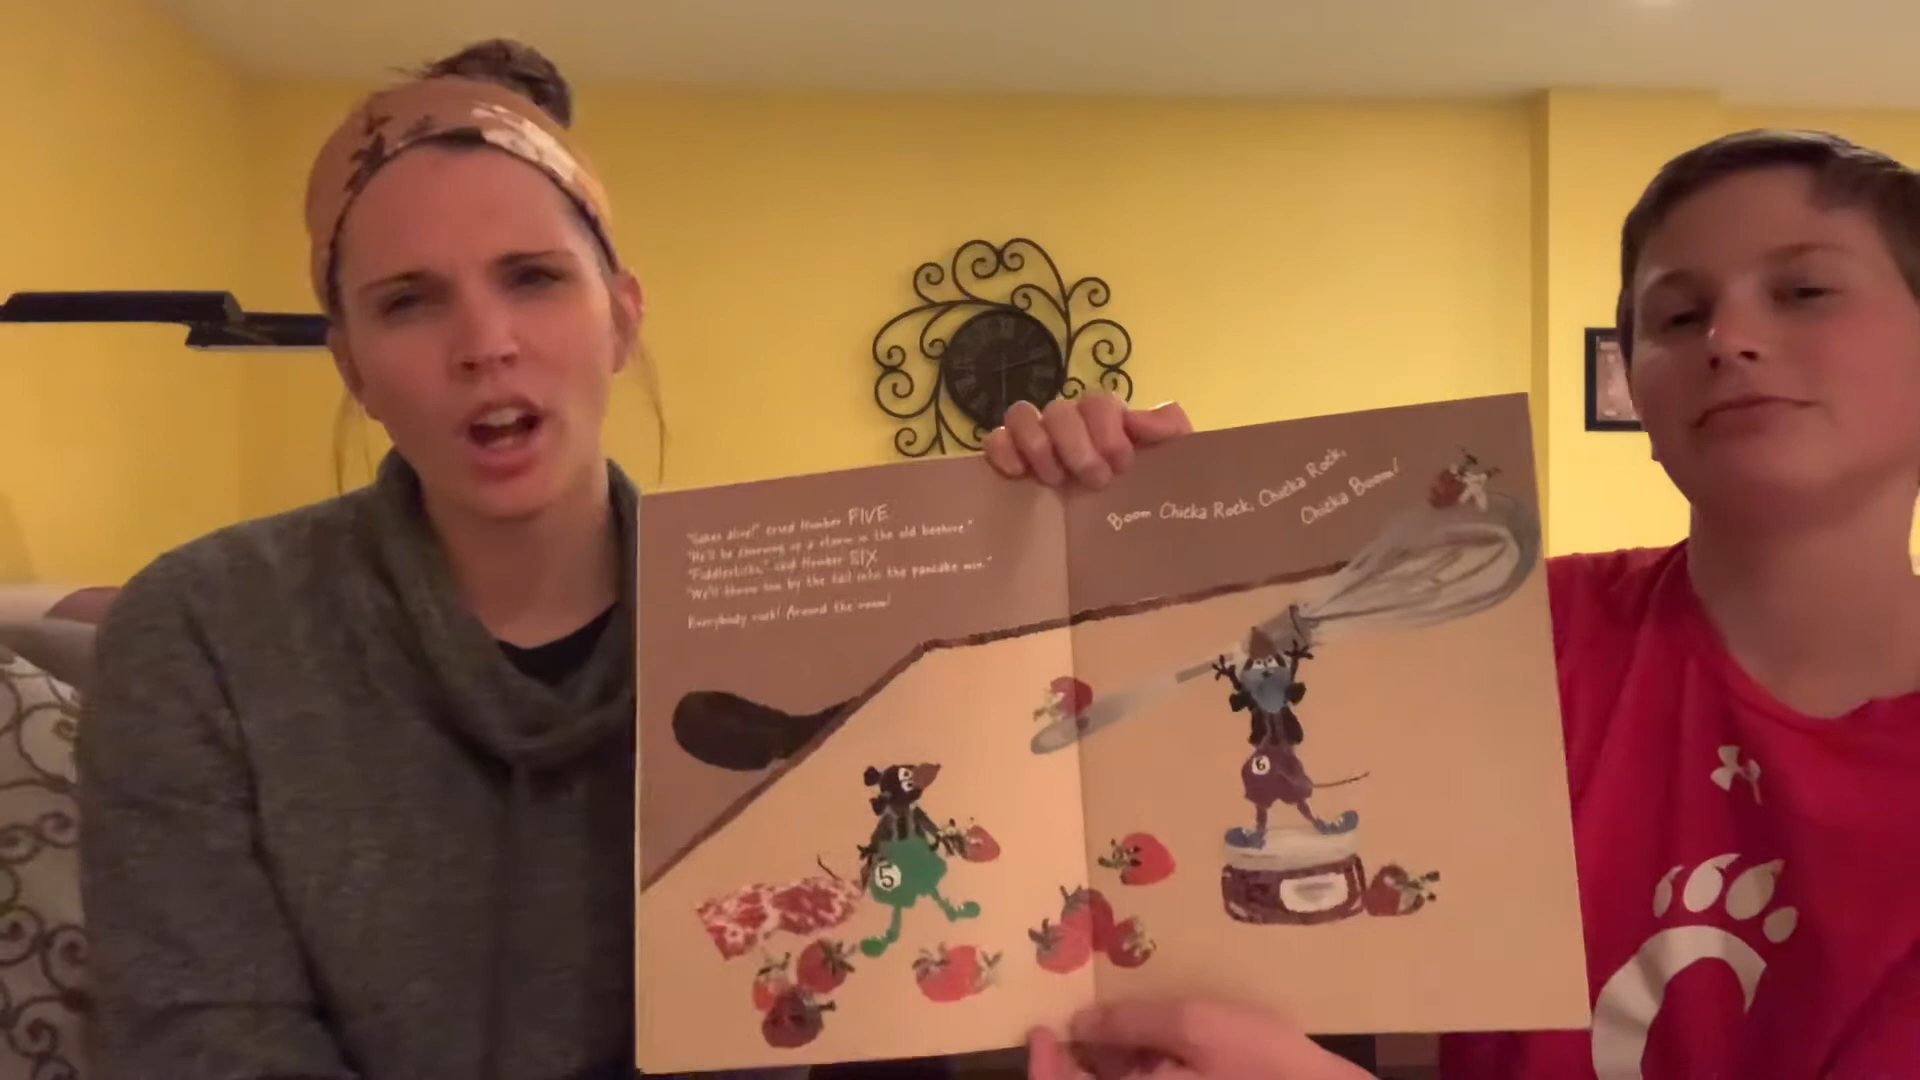 "Sakes alive!" cried Number FIVE.
"He'll be churning up a storm in the old beehive."
"Fiddlesticks," said Number SIX.
"We'll throw him by the tail into the pancake mix."
Everybody rock! Around the room!
Boom Chicka Rock, Chicka Rock,
Chicka Boom!
5
6